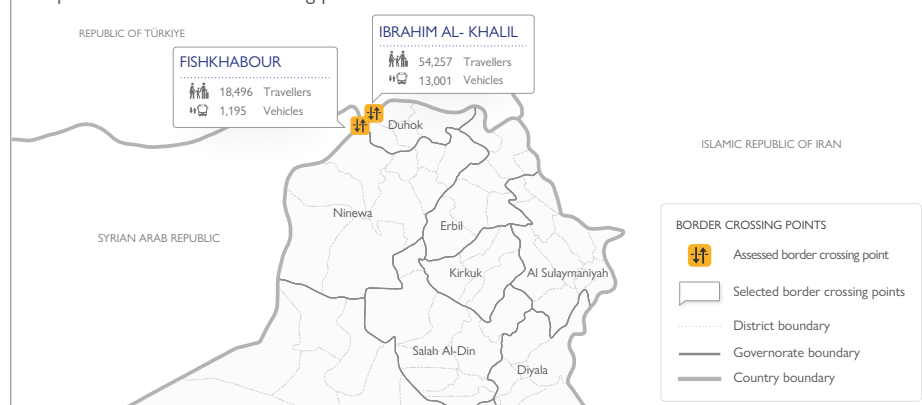 REPUBLIC OF TÜRKIYE
IBRAHIM AL- KHALIL
54,257 Travellers
13,001 Vehicles
FISHKHABOUR
18,496 Travellers
1,195 Vehicles
Duhok
ISLAMIC REPUBLIC OF IRAN
Ninewa
Erbil
SYRIAN ARAB REPUBLIC
Kirkuk
Al Sulaymaniyah
Salah Al-Din
Diyala
BORDER CROSSING POINTS
Assessed border crossing point
Selected border crossing points
District boundary
Governorate boundary
Country boundary